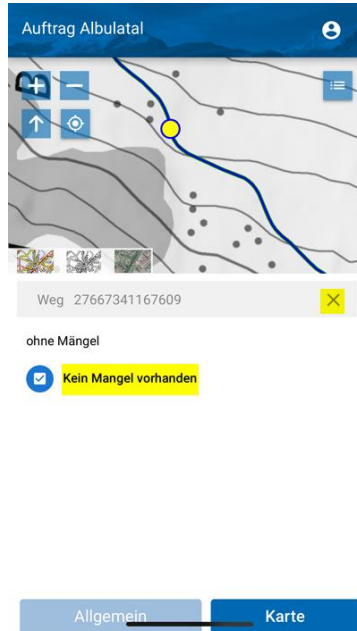 Auftrag Albulatal
B
Weg 27667341167609
ohne Mängel
Kein Mangel vorhanden
Allgemein
Karte